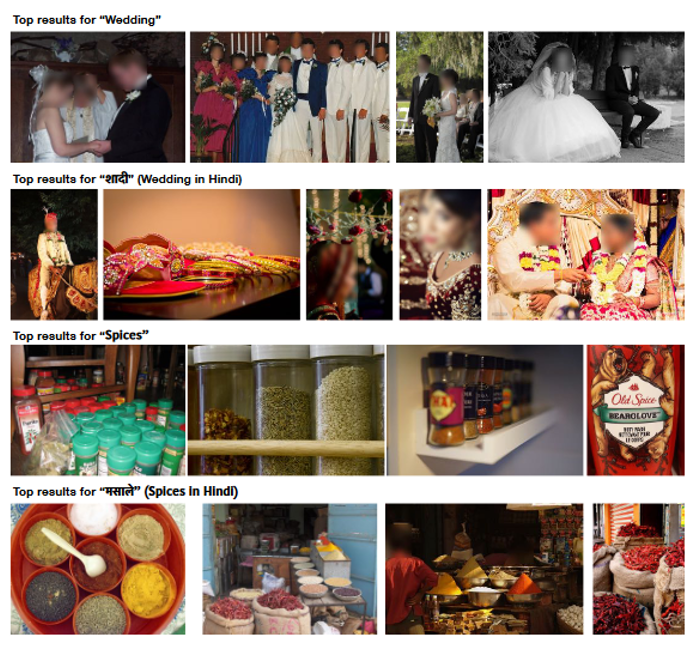 Top results for “Wedding”
Top results for “शादी” (Wedding in Hindi)
Top results for “Spices”
Old Spice
BEARGLOVE
Top results for “मसाले” (Spices in Hindi)